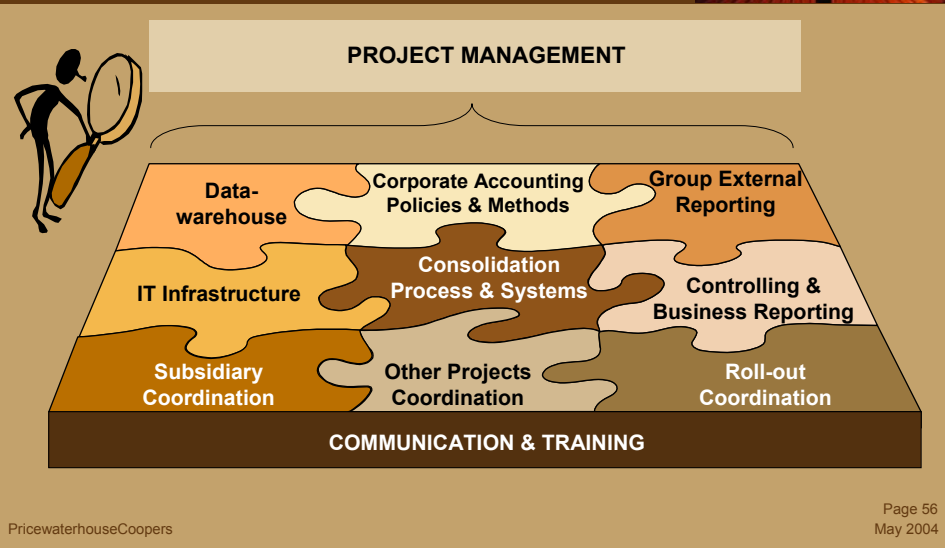 PROJECT MANAGEMENT
Data-
warehouse
Corporate Accounting
Policies & Methods
Group External
Reporting
IT Infrastructure
Consolidation
Process & Systems
Controlling &
Business Reporting
Subsidiary
Coordination
Other Projects
Coordination
Roll-out
Coordination
COMMUNICATION & TRAINING
PricewaterhouseCoopers
Page 56
May 2004